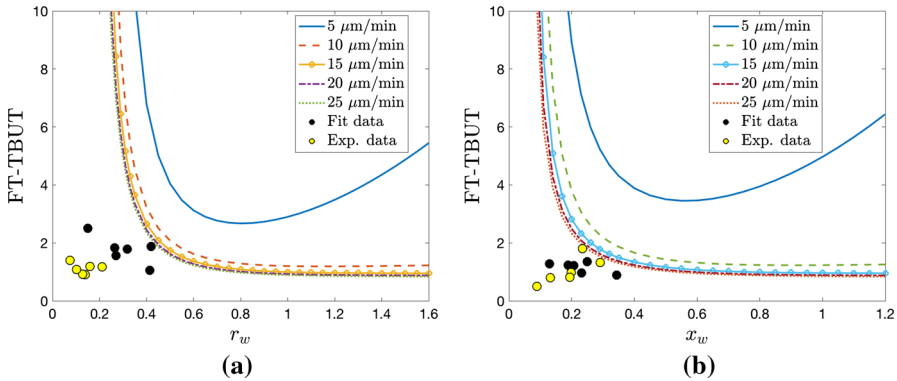 FT-TBUT
10
8
6
4
2
0
5 μm/min
10 μm/min
15 μm/min
20 μm/min
25 μm/min
Fit data
Exp. data
0 0.2 0.4 0.6 0.8 1 1.2 1.4 1.6
r_w
(a)
FT-TBUT
10
8
6
4
2
0
5 μm/min
10 μm/min
15 μm/min
20 μm/min
25 μm/min
Fit data
Exp. data
0 0.2 0.4 0.6 0.8 1 1.2
x_w
(b)